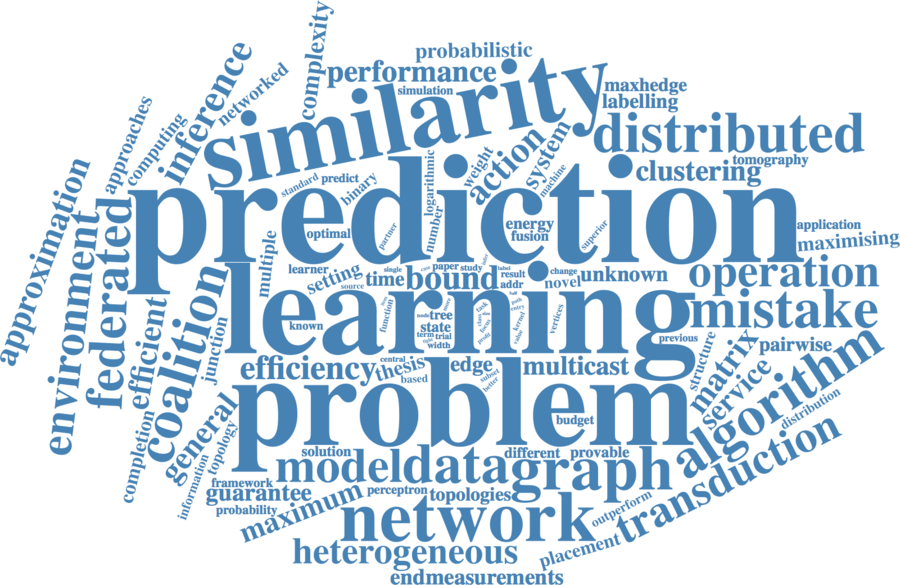 complexity
probabilistic
performance
simulation
networked
inference
similarity
maxhedge
labelling
distributed
approaches
computing
standard
predict
binary
logarithmic
number
weight
action
system
machine
clustering
tomography
approximation
environment
federated
prediction
optimal
partner
energy
fusion
superior
application
maximising
multiple
learner
setting
source
single
time
paper
study
bound
label
result
addr
change
novel
unknown
operation
efficient
coalition
junction
known
learning
function
node
tree
state
term
trial
tight
width
task
class
focus
path
entry
kernel
value
vertices
previous
mistake
structure
matrix
pairwise
efficiency
central
thesis
based
edge
subset
better
multicast
service
algorithm
completion
general
topology
information
problem
budget
distribution
solution
model
data
different
provable
graph
transduction
framework
guarantee
probability
maximum
perceptron
topologies
network
outperform
placement
heterogeneous
endmeasurements